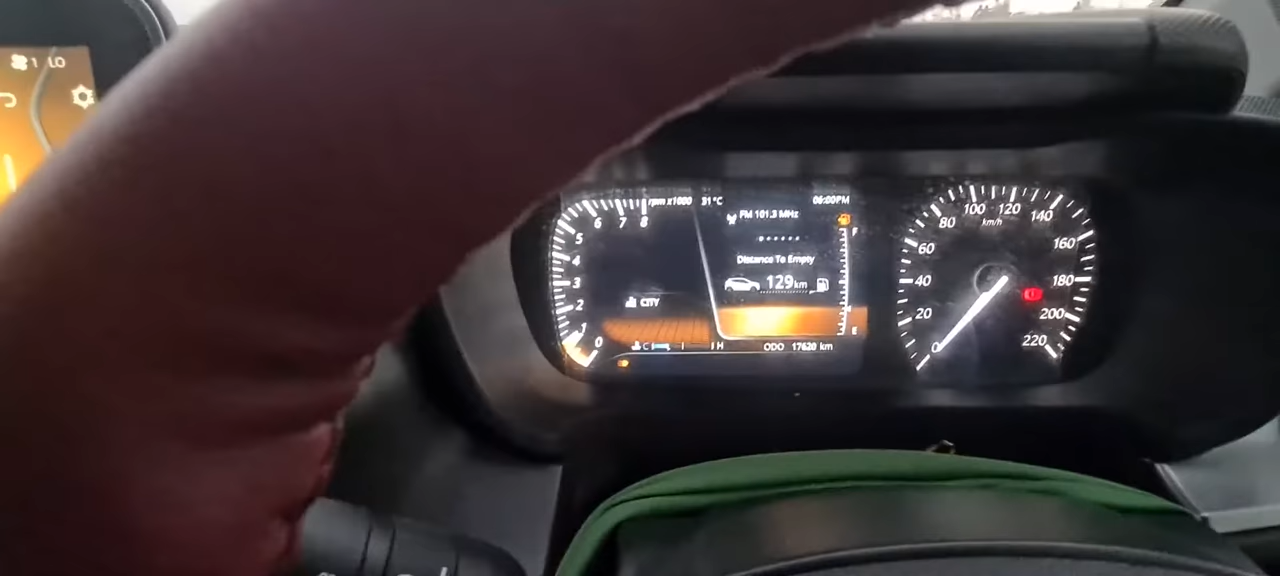 1 LO
rpm x1000
31°C
06:00PM
FM 101.3 MHz
Distance To Empty
129km
CITY
0
1
2
3
4
5
6
7
8
C
H
F
E
ODO 17620 km
0
20
40
60
80
100
120
140
160
180
200
220
km/h